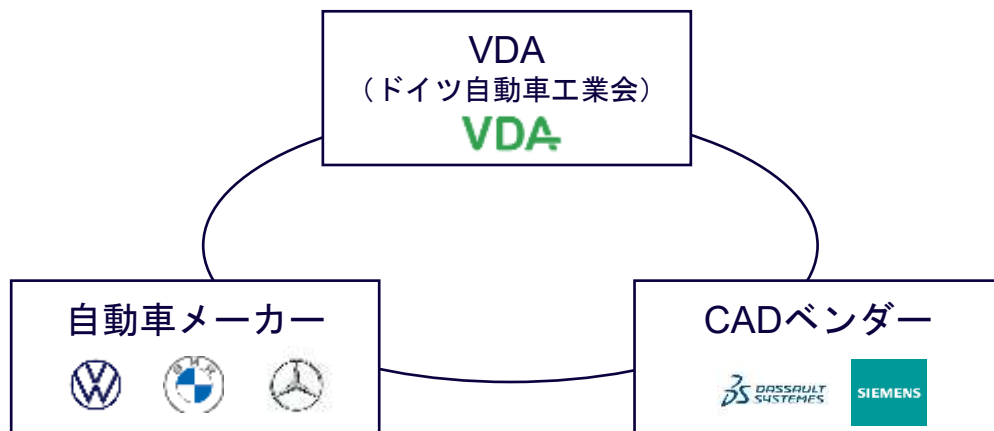 VDA
（ドイツ自動車工業会）
VDA
自動車メーカー
BMW
CADベンダー
DASSAULT
SYSTEMES
SIEMENS